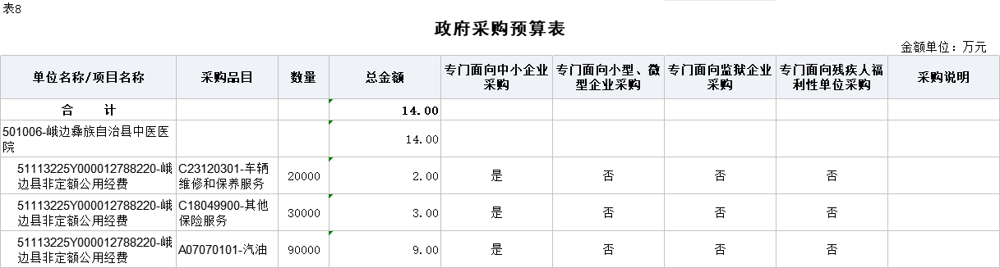 表8
政府采购预算表
金额单位：万元
单位名称/项目名称 采购品目 数量 总金额 专门面向中小企业采购 专门面向小型、微型企业采购 专门面向监狱企业采购 专门面向残疾人福利性单位采购 采购说明
合 计 14.00
501006-峨边彝族自治县中医医院 14.00
51113225Y000012788220-峨边县非定额公用经费 C23120301-车辆维修和保养服务 20000 2.00 是 否 否 否
51113225Y000012788220-峨边县非定额公用经费 C18049900-其他保险服务 30000 3.00 是 否 否 否
51113225Y000012788220-峨边县非定额公用经费 A07070101-汽油 90000 9.00 是 否 否 否